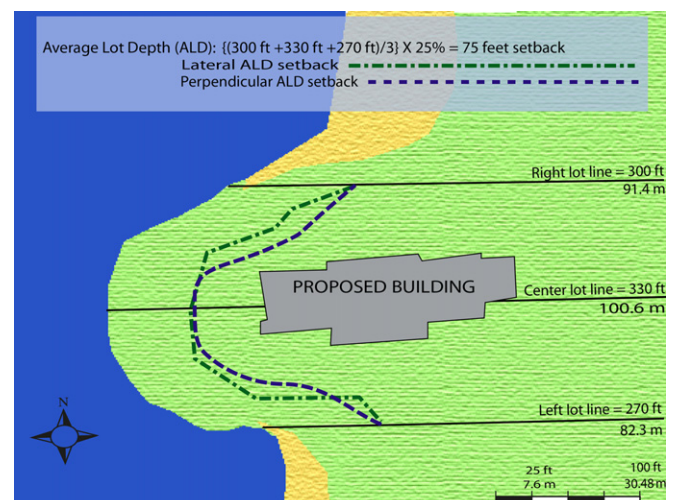 Average Lot Depth (ALD): {(300 ft +330 ft +270 ft)/3} X 25% = 75 feet setback
Lateral ALD setback
Perpendicular ALD setback
Right lot line = 300 ft
91.4 m
PROPOSED BUILDING
Center lot line = 330 ft
100.6 m
N
Left lot line = 270 ft
82.3 m
25 ft 100 ft
7.6 m 30.48 m